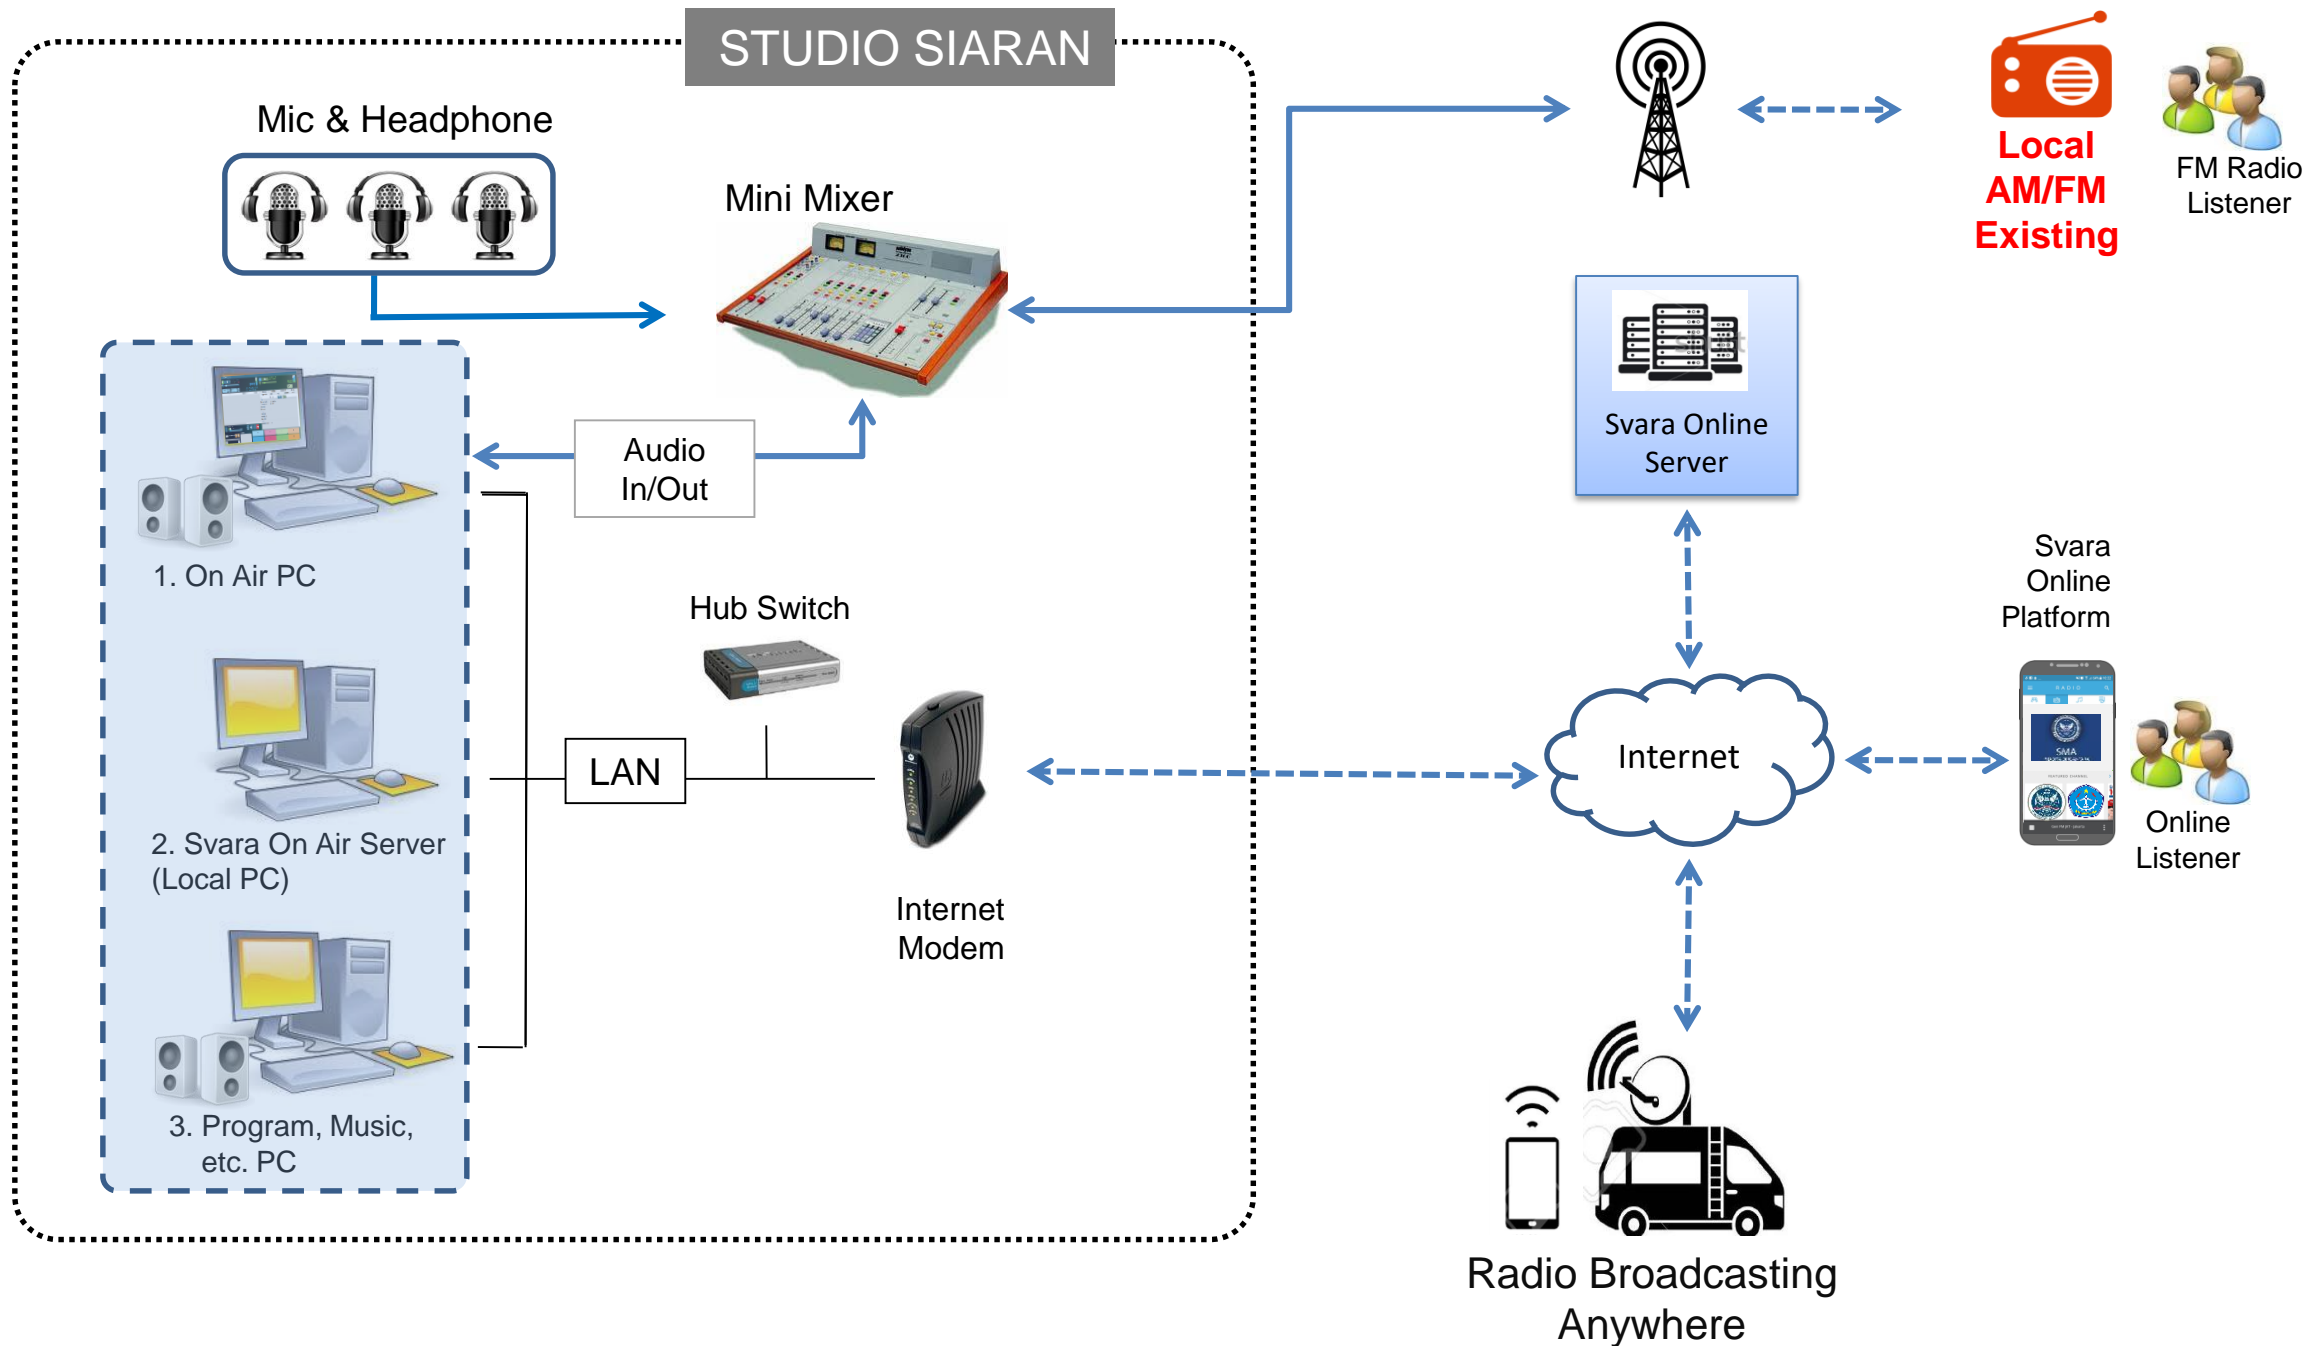 STUDIO SIARAN
Mic & Headphone
Mini Mixer
Audio
In/Out
1. On Air PC
Hub Switch
LAN
2. Svara On Air Server
(Local PC)
Internet
Modem
3. Program, Music,
etc. PC
Local
AM/FM
Existing
FM Radio
Listener
Svara Online
Server
Svara
Online
Platform
Internet
RADIO
SMA
Online
Listener
Radio Broadcasting
Anywhere